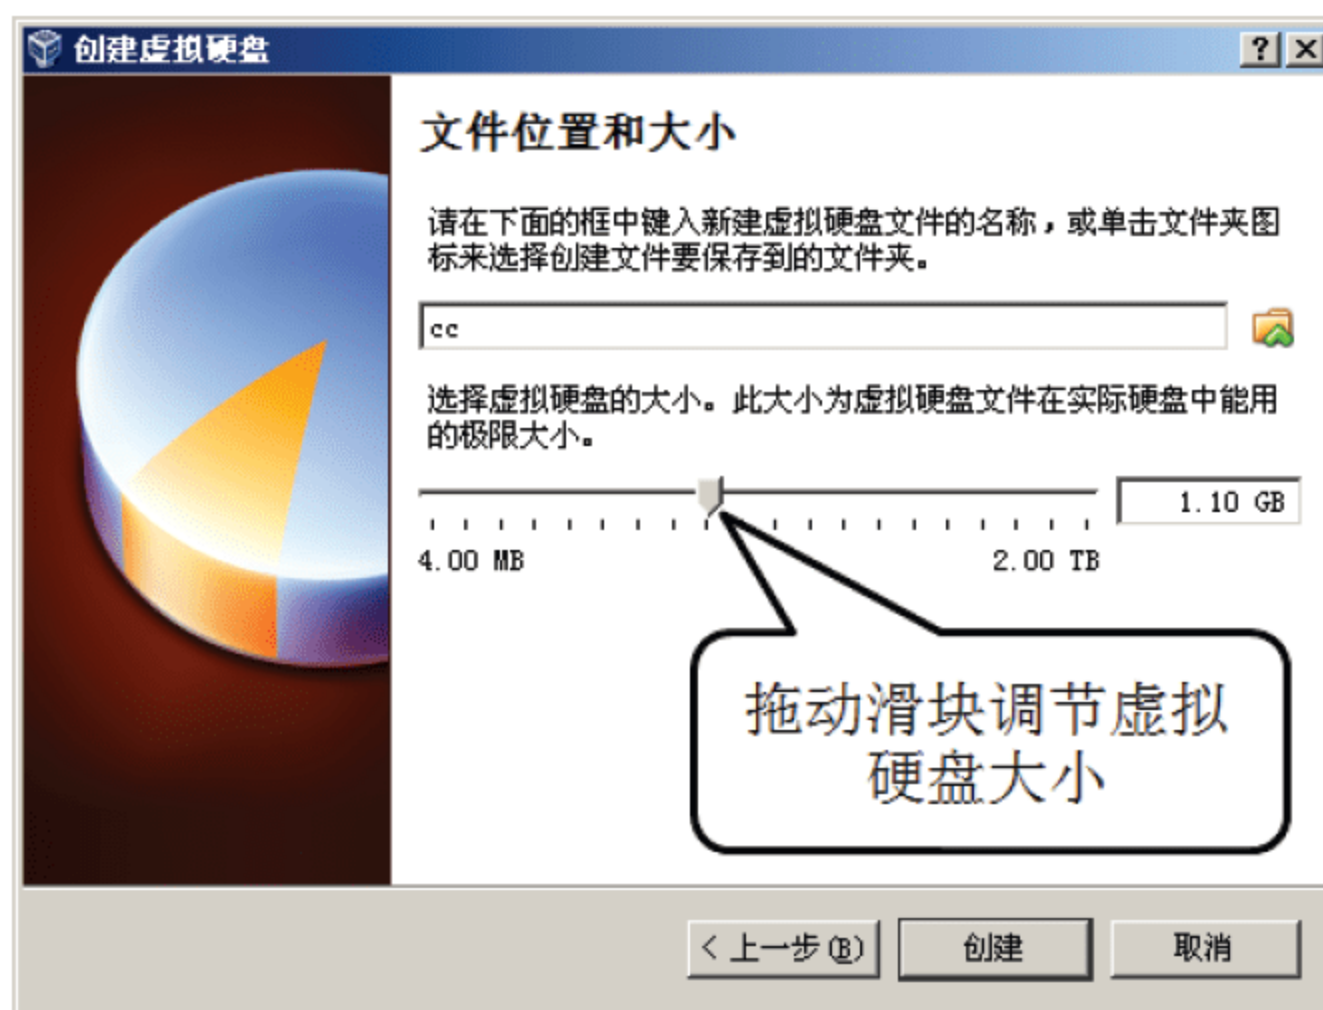 创建虚拟硬盘
文件位置和大小
请在下面的框中键入新建虚拟硬盘文件的名称，或单击文件夹图
标来选择创建文件要保存到的文件夹。
cc
选择虚拟硬盘的大小。此大小为虚拟硬盘文件在实际硬盘中能用
的极限大小。
1.10 GB
4.00 MB
2.00 TB
拖动滑块调节虚拟
硬盘大小
< 上一步(B)
创建
取消